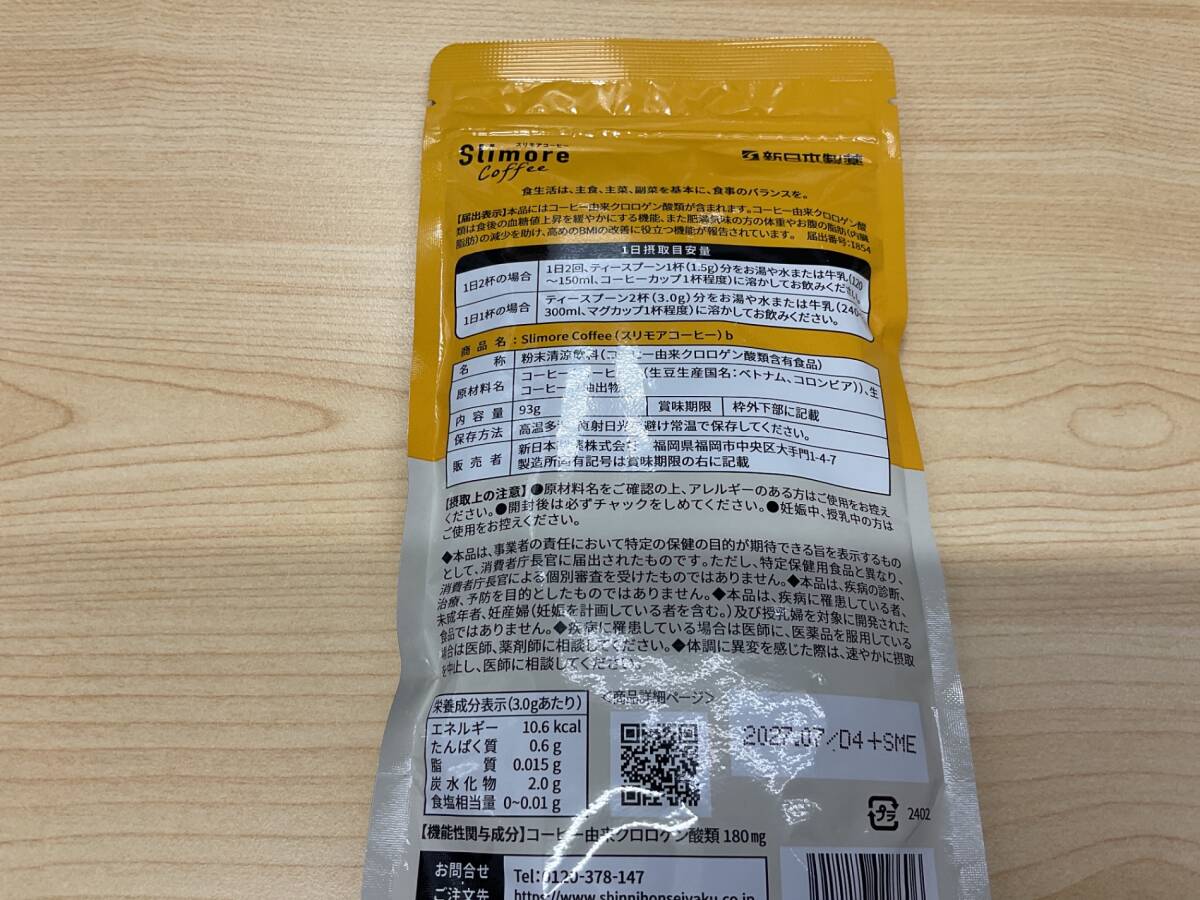 スリモアコーヒー
Slimore
Coffee
新日本製薬
食生活は、主食、主菜、副菜を基本に、食事のバランスを。
【届出表示】本品にはコーヒー由来クロロゲン酸類が含まれます。コーヒー由来クロロゲン酸
類は食後の血糖値上昇を緩やかにする機能、また肥満気味の方の体重やお腹の脂肪(内臓
脂肪)の減少を助け、高めのBMIの改善に役立つ機能が報告されています。 届出番号:I854
1日摂取目安量
1日2杯の場合 1日2回、ティースプーン1杯(1.5g)分をお湯や水または牛乳(120
～150ml、コーヒーカップ1杯程度)に溶かしてお飲みください。
1日1杯の場合 ティースプーン2杯(3.0g)分をお湯や水または牛乳(240～
300ml、マグカップ1杯程度)に溶かしてお飲みください。
商品名:Slimore Coffee(スリモアコーヒー)b
名称 粉末清涼飲料(コーヒー由来クロロゲン酸類含有食品)
原材料名 コーヒー(生豆生産国名:ベトナム、コロンビア))、生
コーヒー 抽出物
内容量 93g 賞味期限 枠外下部に記載
保存方法 高温多 直射日光 避け常温で保存してください。
販売者 新日本 株式会社 福岡県福岡市中央区大手門1-4-7
製造所固有記号は賞味期限の右に記載
【摂取上の注意】●原材料名をご確認の上、アレルギーのある方はご使用をお控え
ください。●開封後は必ずチャックをしめてください。●妊娠中、授乳中の方は
ご使用をお控えください。
◆本品は、事業者の責任において特定の保健の目的が期待できる旨を表示するもの
として、消費者庁長官に届出されたものです。ただし、特定保健用食品と異なり、
消費者庁長官による個別審査を受けたものではありません。◆本品は、疾病の診断、
治療、予防を目的としたものではありません。◆本品は、疾病に罹患している者、
未成年者、妊産婦(妊娠を計画している者を含む。)及び授乳婦を対象に開発された
食品ではありません。◆疾病に罹患している場合は医師に、医薬品を服用している
場合は医師、薬剤師に相談してください。◆体調に異変を感じた際は、速やかに摂取
を中止し、医師に相談してください。
栄養成分表示(3.0gあたり)
エネルギー 10.6 kcal
たんぱく質 0.6 g
脂質 0.015 g
炭水化物 2.0 g
食塩相当量 0~0.01 g
<商品詳細ページ>
2027.07/D4+SME
プラ
2402
【機能性関与成分】コーヒー由来クロロゲン酸類 180mg
お問合せ
・
ご注文先
Tel:0120-378-147
https://www.shinnihonseiyaku.co.jp